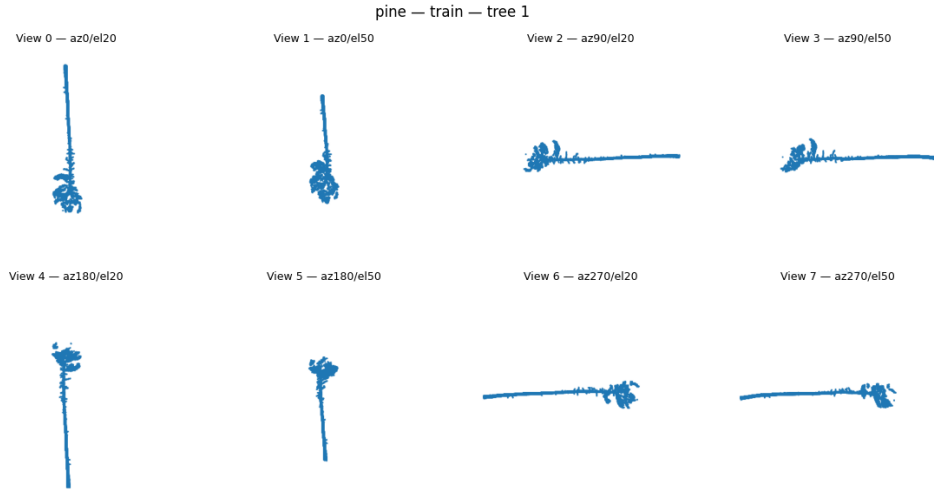 pine — train — tree 1
View 0 — az0/el20
View 1 — az0/el50
View 2 — az90/el20
View 3 — az90/el50
View 4 — az180/el20
View 5 — az180/el50
View 6 — az270/el20
View 7 — az270/el50